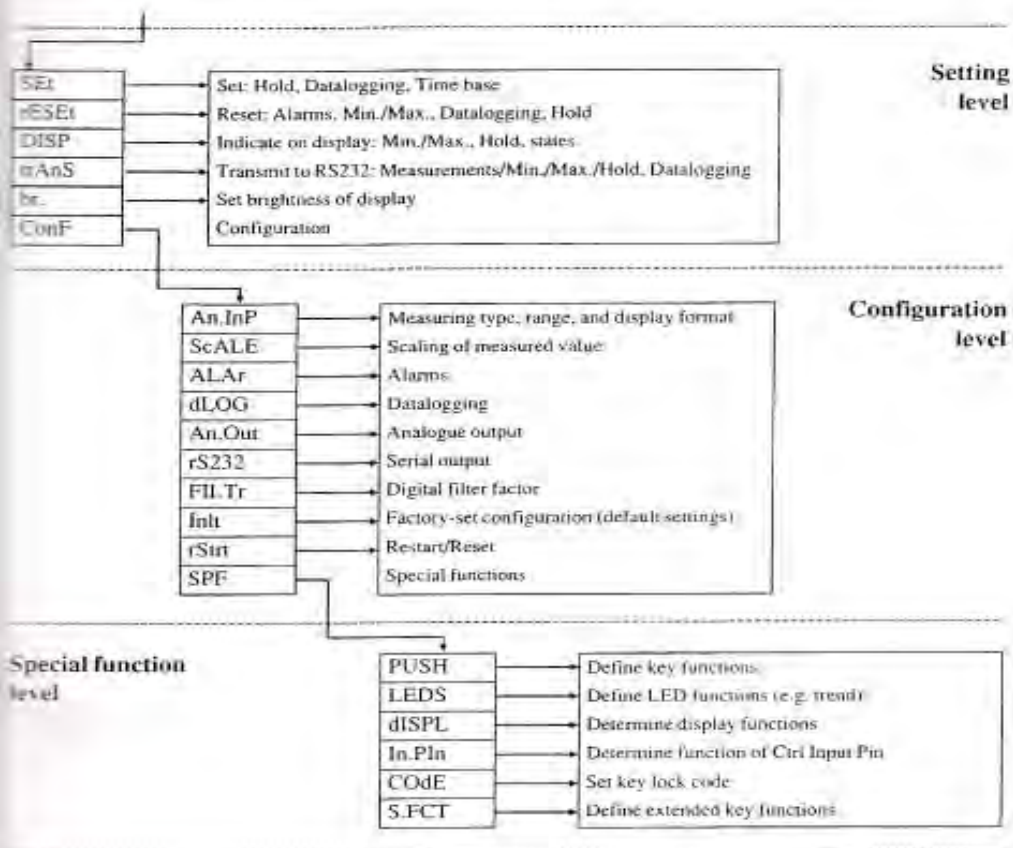 Setting
level
SEt Set: Hold, Datalogging, Time base
rESEt Reset: Alarms, Min./Max., Datalogging, Hold
DISP Indicate on display: Min./Max., Hold, states
trAnS Transmit to RS232: Measurements/Min./Max./Hold, Datalogging
br. Set brightness of display
ConF Configuration
Configuration
level
An.InP Measuring type, range, and display format
ScALE Scaling of measured value
ALAr Alarms
dLOG Datalogging
An.Out Analogue output
rS232 Serial output
FIL.Tr Digital filter factor
InIt Factory-set configuration (default settings)
rStrt Restart/Reset
SPF Special functions
Special function
level
PUSH Define key functions
LEDS Define LED functions (e.g. trend)
dISPL Determine display functions
In.PIn Determine function of Ctrl Input Pin
COdE Set key lock code
S.FCT Define extended key functions